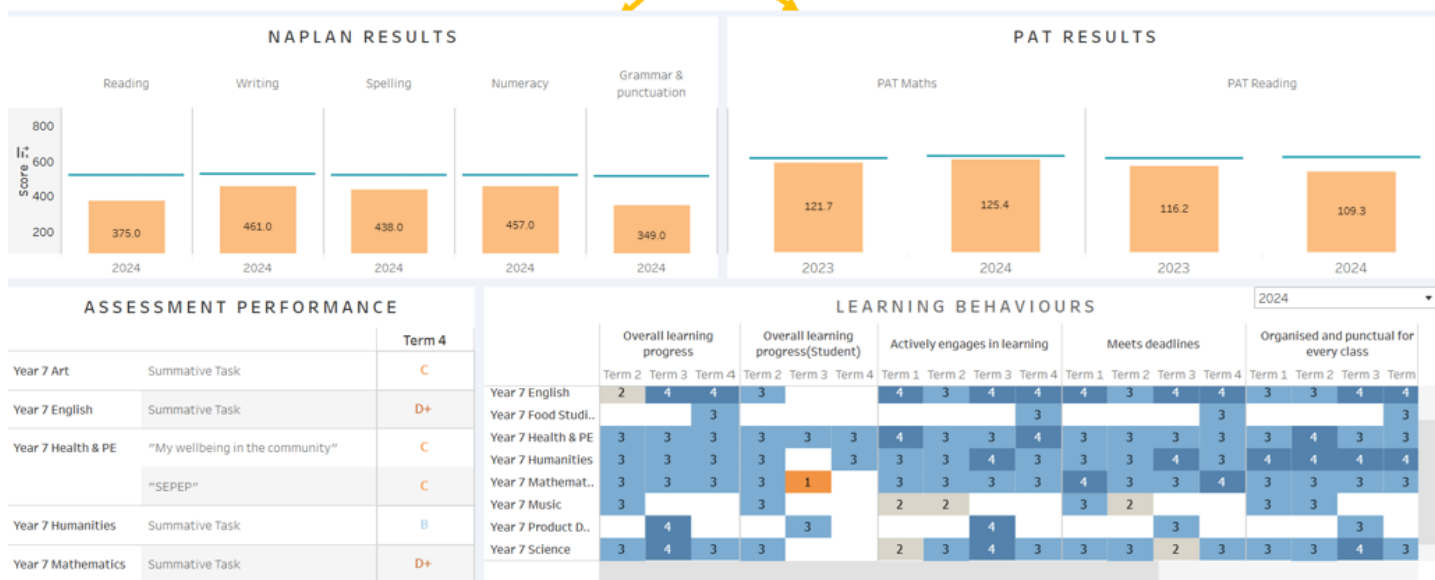 NAPLAN RESULTS
Reading Writing Spelling Numeracy Grammar & punctuation
Score
800
600
400
200
375.0 461.0 438.0 457.0 349.0
2024 2024 2024 2024 2024
PAT RESULTS
PAT Maths PAT Reading
121.7 125.4 116.2 109.3
2023 2024 2023 2024
ASSESSMENT PERFORMANCE
Term 4
Year 7 Art Summative Task C
Year 7 English Summative Task D+
Year 7 Health & PE "My wellbeing in the community" C
"SEPEP" C
Year 7 Humanities Summative Task B
Year 7 Mathematics Summative Task D+
LEARNING BEHAVIOURS
2024
Overall learning progress Overall learning progress(Student) Actively engages in learning Meets deadlines Organised and punctual for every class
Term 2 Term 3 Term 4 Term 2 Term 3 Term 4 Term 1 Term 2 Term 3 Term 4 Term 1 Term 2 Term 3 Term 4 Term 1 Term 2 Term 3 Term
Year 7 English 2 4 4 3 4 3 4 4 4 3 4 4 3 3 3 4
Year 7 Food Studi.. 3 3 3 3
Year 7 Health & PE 3 3 3 3 3 3 4 3 3 4 3 3 3 3 3 4 3 3
Year 7 Humanities 3 3 3 3 3 3 3 4 3 3 3 4 3 4 4 4 4
Year 7 Mathemat.. 3 3 3 3 1 3 3 3 3 4 3 3 4 3 3 3 3
Year 7 Music 3 3 2 2 3 2 3 3
Year 7 Product D.. 4 3 4 3 3
Year 7 Science 3 4 3 3 2 3 4 3 3 3 2 3 3 3 4 3